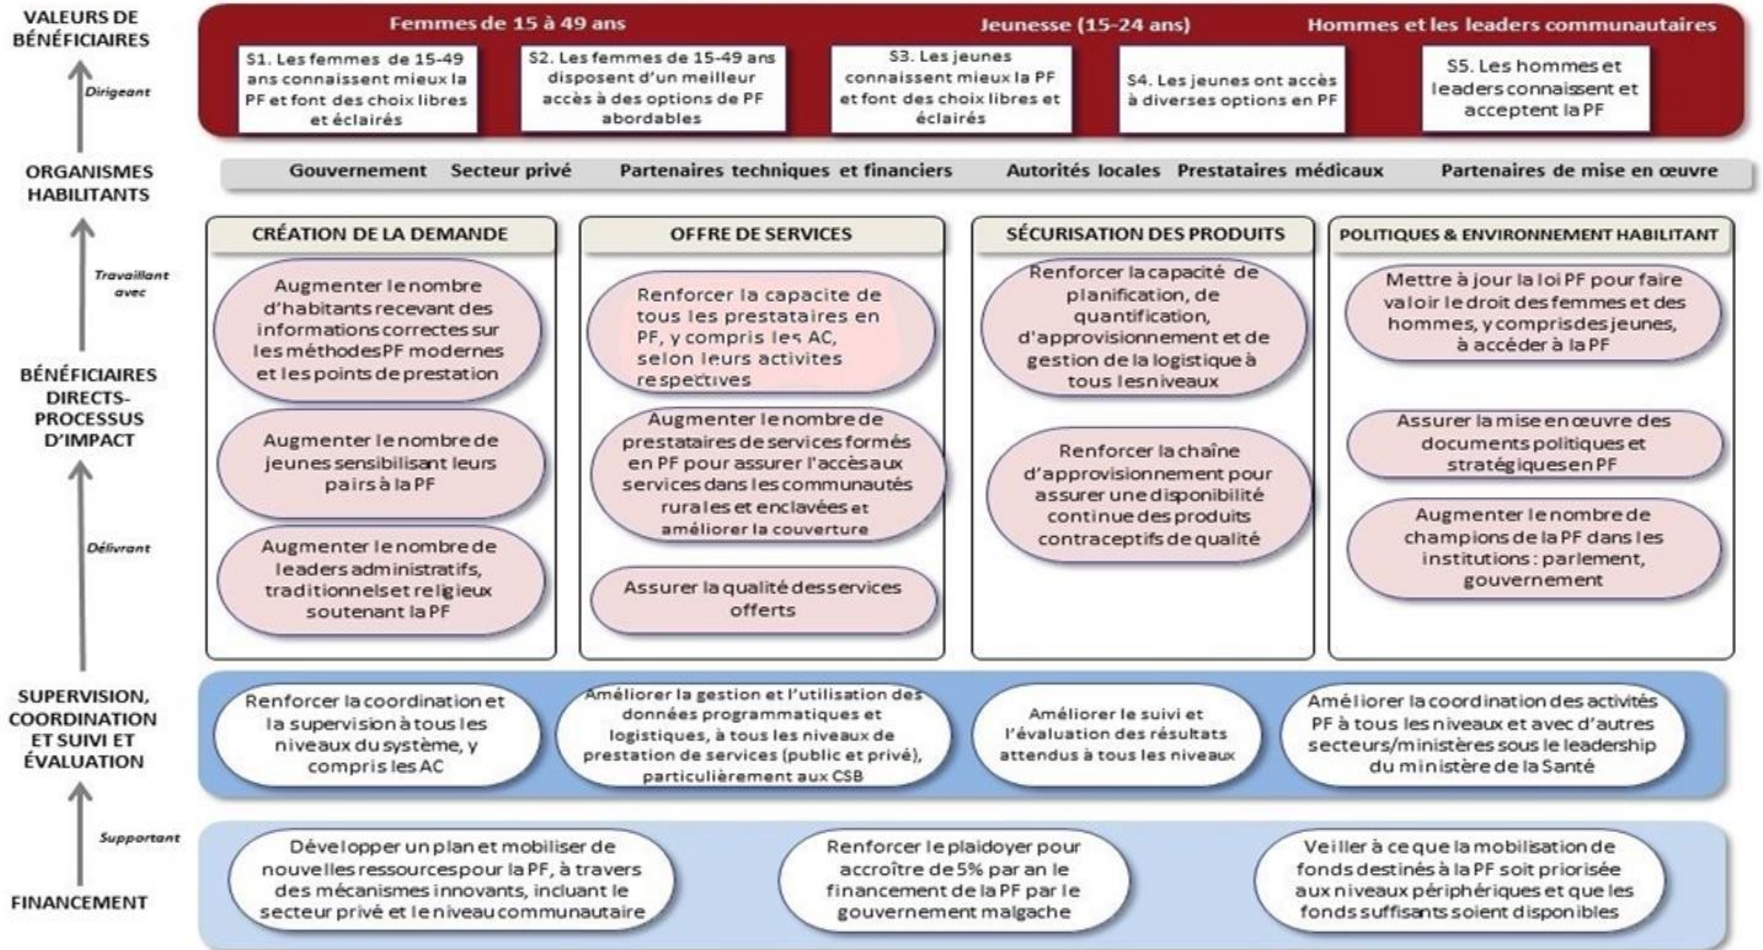 VALEURS DE
BÉNÉFICIAIRES
Dirigeant
Femmes de 15 à 49 ans
Jeunesse (15-24 ans)
Hommes et les leaders communautaires
S1. Les femmes de 15-49
ans connaissent mieux la
PF et font des choix libres
et éclairés
S2. Les femmes de 15-49 ans
disposent d'un meilleur
accès à des options de PF
abordables
S3. Les jeunes
connaissent mieux la PF
et font des choix libres et
éclairés
S4. Les jeunes ont accès
à diverses options en PF
S5. Les hommes et
leaders connaissent et
acceptent la PF
ORGANISMES
HABILITANTS
Travaillant
avec
Gouvernement Secteur privé Partenaires techniques et financiers Autorités locales Prestataires médicaux Partenaires de mise en œuvre
BÉNÉFICIAIRES
DIRECTS-
PROCESSUS
D'IMPACT
Délivrant
CRÉATION DE LA DEMANDE
Augmenter le nombre
d'habitants recevant des
informations correctes sur
les méthodes PF modernes
et les points de prestation
Augmenter le nombre de
jeunes sensibilisant leurs
pairs à la PF
Augmenter le nombre de
leaders administratifs,
traditionnels et religieux
soutenant la PF
OFFRE DE SERVICES
Renforcer la capacite de
tous les prestataires en
PF, y compris les AC,
selon leurs activites
respectives
Augmenter le nombre de
prestataires de services formés
en PF pour assurer l'accès aux
services dans les communautés
rurales et enclavées et
améliorer la couverture
Assurer la qualité des services
offerts
SÉCURISATION DES PRODUITS
Renforcer la capacité de
planification, de
quantification,
d'approvisionnement et de
gestion de la logistique à
tous les niveaux
Renforcer la chaîne
d'approvisionnement pour
assurer une disponibilité
continue des produits
contraceptifs de qualité
POLITIQUES & ENVIRONNEMENT HABILITANT
Mettre à jour la loi PF pour faire
valoir le droit des femmes et des
hommes, y compris des jeunes,
à accéder à la PF
Assurer la mise en œuvre des
documents politiques et
stratégiques en PF
Augmenter le nombre de
champions de la PF dans les
institutions : parlement,
gouvernement
SUPERVISION,
COORDINATION
ET SUIVI ET
ÉVALUATION
Supportant
Renforcer la coordination et
la supervision à tous les
niveaux du système, y
compris les AC
Améliorer la gestion et l'utilisation des
données programmatiques et
logistiques, à tous les niveaux de
prestation de services (public et privé),
particulièrement aux CSB
Améliorer le suivi et
l'évaluation des résultats
attendus à tous les niveaux
Améliorer la coordination des activités
PF à tous les niveaux et avec d'autres
secteurs/ministères sous le leadership
du ministère de la Santé
FINANCEMENT
Développer un plan et mobiliser de
nouvelles ressources pour la PF, à travers
des mécanismes innovants, incluant le
secteur privé et le niveau communautaire
Renforcer le plaidoyer pour
accroître de 5% par an le
financement de la PF par le
gouvernement malgache
Veiller à ce que la mobilisation de
fonds destinés à la PF soit priorisée
aux niveaux périphériques et que les
fonds suffisants soient disponibles